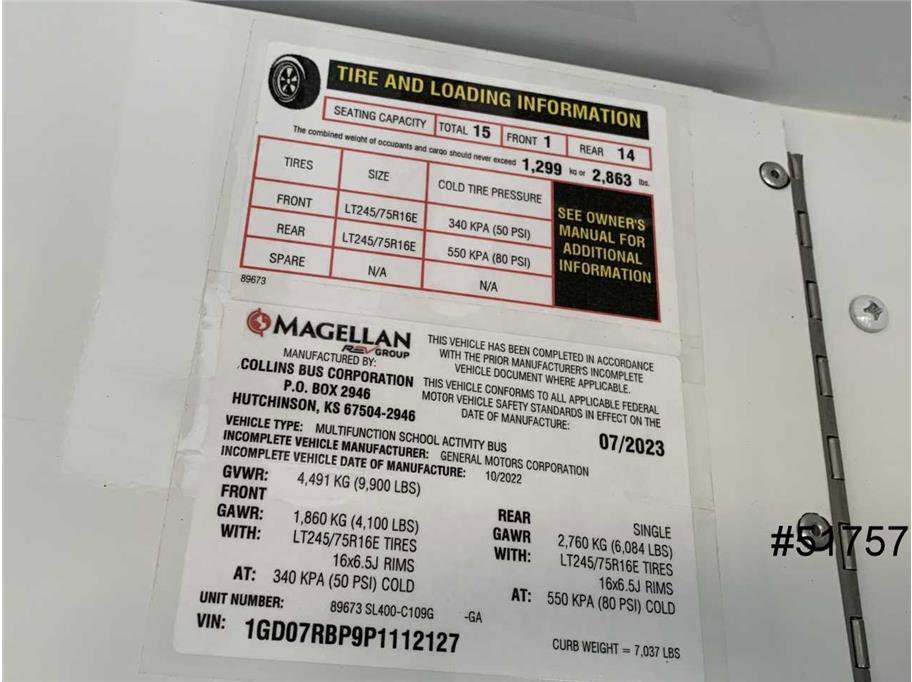 TIRE AND LOADING INFORMATION
SEATING CAPACITY TOTAL 15 FRONT 1 REAR 14
The combined weight of occupants and cargo should never exceed 1,299 kg or 2,863 lbs.
TIRES SIZE COLD TIRE PRESSURE
FRONT LT245/75R16E 340 KPA (50 PSI)
REAR LT245/75R16E 550 KPA (80 PSI)
SPARE N/A N/A
SEE OWNER'S
MANUAL FOR
ADDITIONAL
INFORMATION
89673
MAGELLAN
REV GROUP
MANUFACTURED BY:
COLLINS BUS CORPORATION
P.O. BOX 2946
HUTCHINSON, KS 67504-2946
THIS VEHICLE HAS BEEN COMPLETED IN ACCORDANCE
WITH THE PRIOR MANUFACTURER'S INCOMPLETE
VEHICLE DOCUMENT WHERE APPLICABLE.
THIS VEHICLE CONFORMS TO ALL APPLICABLE FEDERAL
MOTOR VEHICLE SAFETY STANDARDS IN EFFECT ON THE
DATE OF MANUFACTURE: 07/2023
VEHICLE TYPE: MULTIFUNCTION SCHOOL ACTIVITY BUS
INCOMPLETE VEHICLE MANUFACTURER: GENERAL MOTORS CORPORATION
INCOMPLETE VEHICLE DATE OF MANUFACTURE: 10/2022
GVWR: 4,491 KG (9,900 LBS)
FRONT
GAWR: 1,860 KG (4,100 LBS)
WITH: LT245/75R16E TIRES
16x6.5J RIMS
AT: 340 KPA (50 PSI) COLD
REAR SINGLE
GAWR 2,760 KG (6,084 LBS)
WITH: LT245/75R16E TIRES
16x6.5J RIMS
AT: 550 KPA (80 PSI) COLD
UNIT NUMBER: 89673 SL400-C109G -GA
VIN: 1GD07RBP9P1112127
CURB WEIGHT = 7,037 LBS
#51757